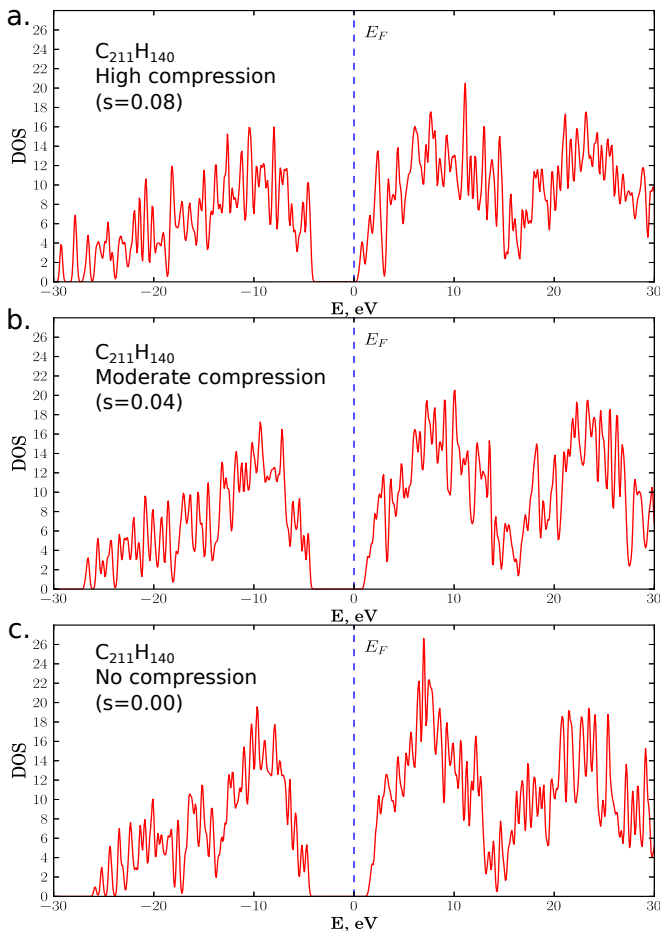 a.
C₂₁₁H₁₄₀
High compression
(s=0.08)
E_F
DOS
26
24
22
20
18
16
14
12
10
8
6
4
2
0
−30 −20 −10 0 10 20 30
E, eV
b.
C₂₁₁H₁₄₀
Moderate compression
(s=0.04)
E_F
DOS
26
24
22
20
18
16
14
12
10
8
6
4
2
0
−30 −20 −10 0 10 20 30
E, eV
c.
C₂₁₁H₁₄₀
No compression
(s=0.00)
E_F
DOS
26
24
22
20
18
16
14
12
10
8
6
4
2
0
−30 −20 −10 0 10 20 30
E, eV